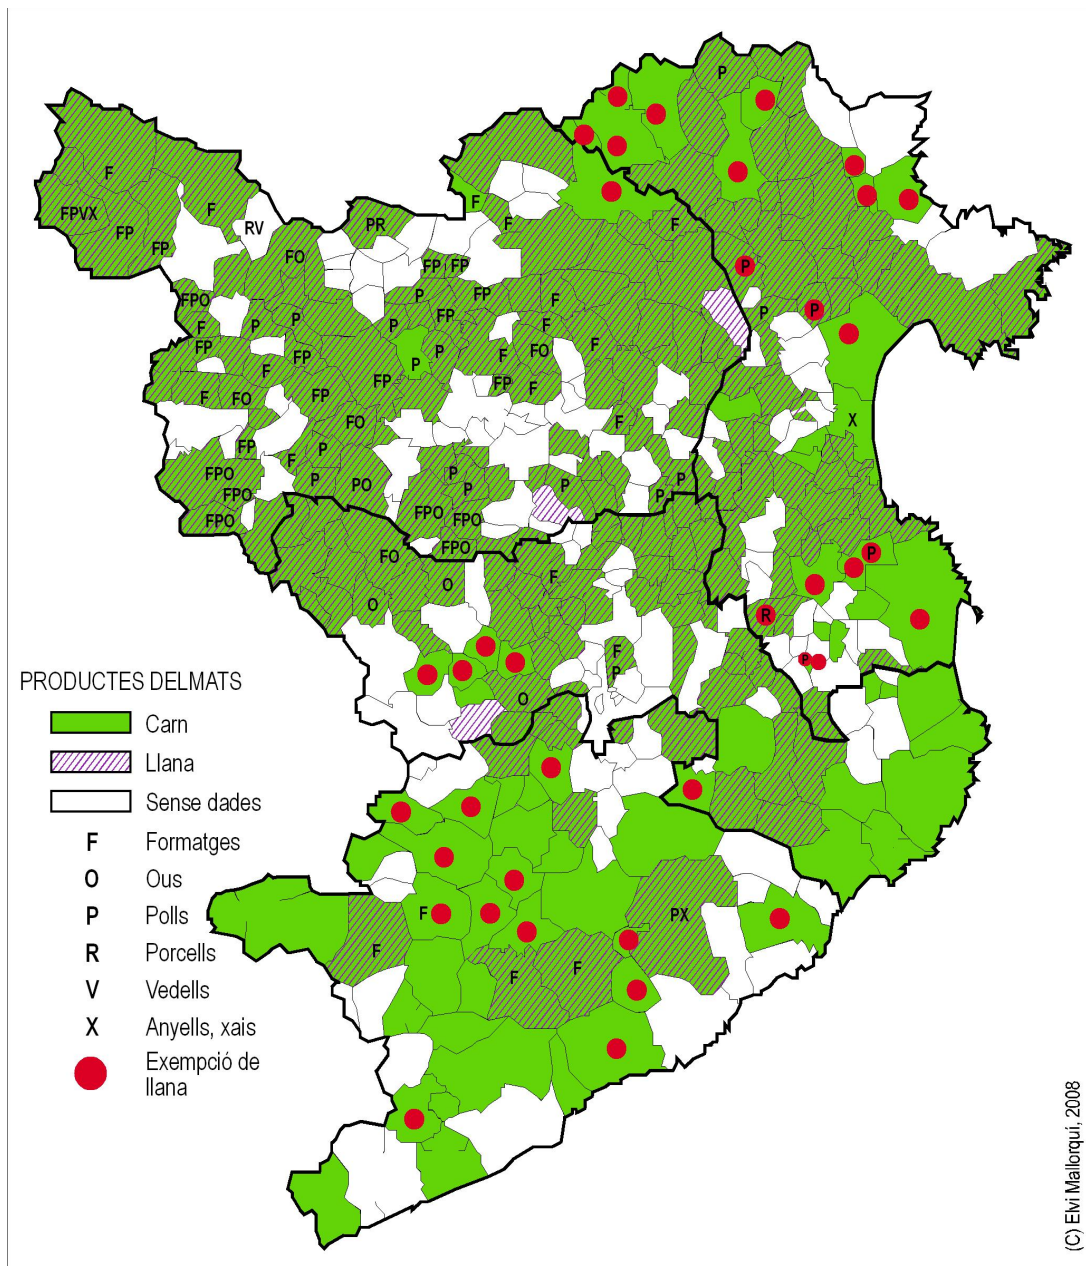 P
F
FPVX
F
FP
FP
RV
F
PR
F
F
FO
FP
FP
P
FPO
P
FP
F
P
P
F
P
P
P
FP
F
FP
P
P
F
FO
F
F
FP
P
F
FP
FP
FP
F
X
F
FO
FO
F
FP
F
P
FPO
P
PO
P
P
P
P
P
FPO
FPO
FPO
FPO
FPO
P
FO
F
O
O
R
F
P
P
O
PRODUCTES DELMATS
Carn
Llana
Sense dades
F Formatges
O Ous
P Polls
R Porcells
V Vedells
X Anyells, xais
Exempció de
llana
F
PX
F
F
F
(C) Elvi Mallorquí, 2008